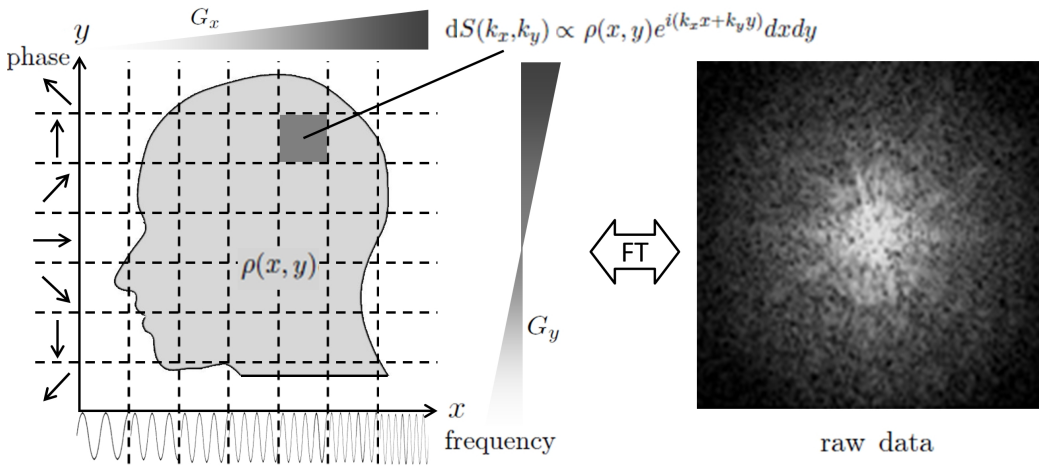 G_x
dS(k_x,k_y) ∝ ρ(x, y)e^{i(k_x x+k_y y)}dxdy
y
phase
FT
ρ(x, y)
G_y
x
frequency
raw data